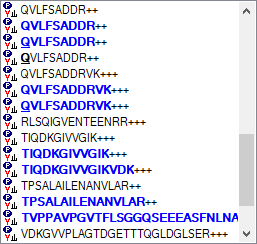 QVLFSADDR++
QVLFSADDR++
QVLFSADDR++
QVLFSADDR++
QVLFSADDRVK+++
QVLFSADDRVK+++
QVLFSADDRVK+++
RLSQIGVENTEENRR+++
TIQDKGIVVGIK+++
TIQDKGIVVGIK+++
TIQDKGIVVGIKVDK+++
TPSALAILENANVLAR++
TPSALAILENANVLAR++
TVPPAVPGVTFLSGGQSEEEASFNLNA
VDKGVVPLAGTDGETTTQGLDGLSER+++